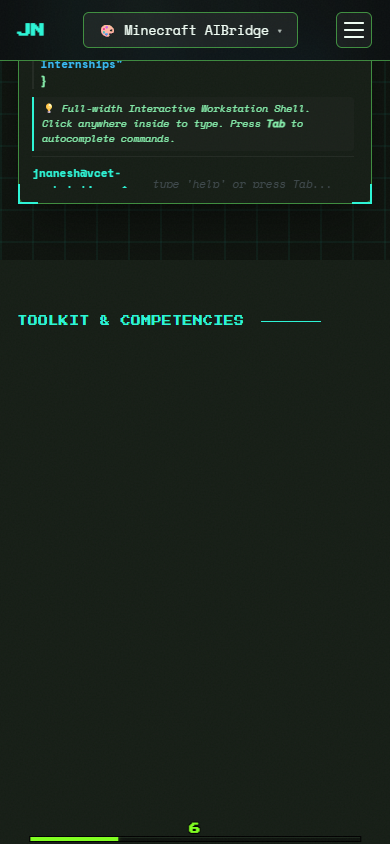 JN
🎨 Minecraft AIBridge ▾
Internships"
}
💡 Full-width Interactive Workstation Shell.
Click anywhere inside to type. Press Tab to
autocomplete commands.
jnanesh@vcet-
type 'help' or press Tab...
TOOLKIT & COMPETENCIES
6